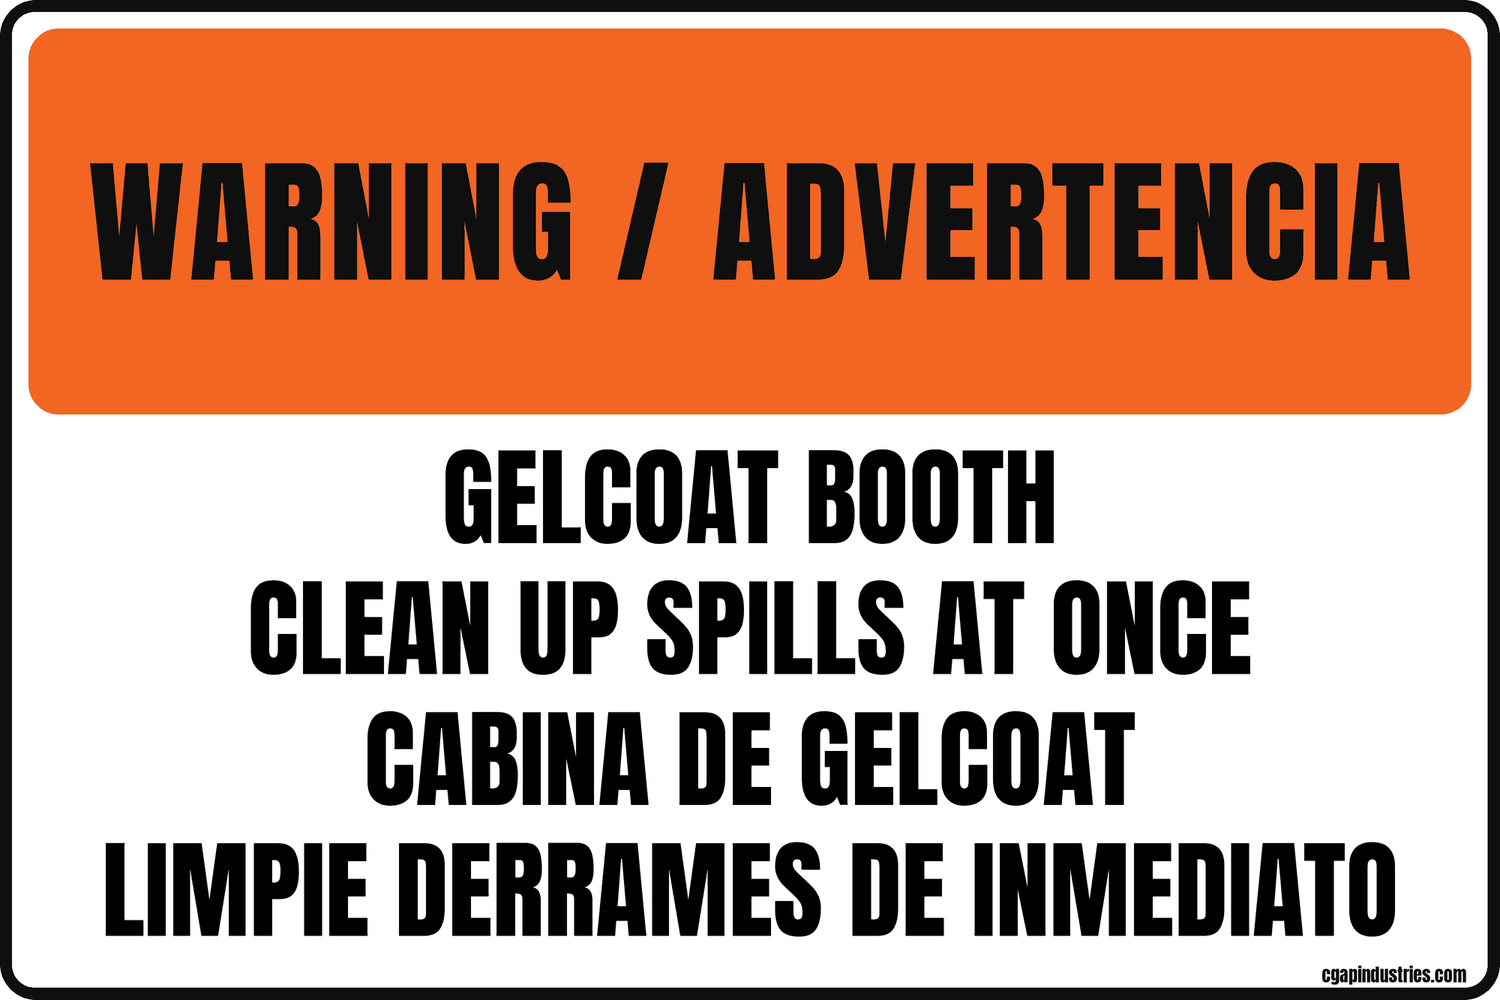 WARNING / ADVERTENCIA
GELCOAT BOOTH
CLEAN UP SPILLS AT ONCE
CABINA DE GELCOAT
LIMPIE DERRAMES DE INMEDIATO
cgapindustries.com